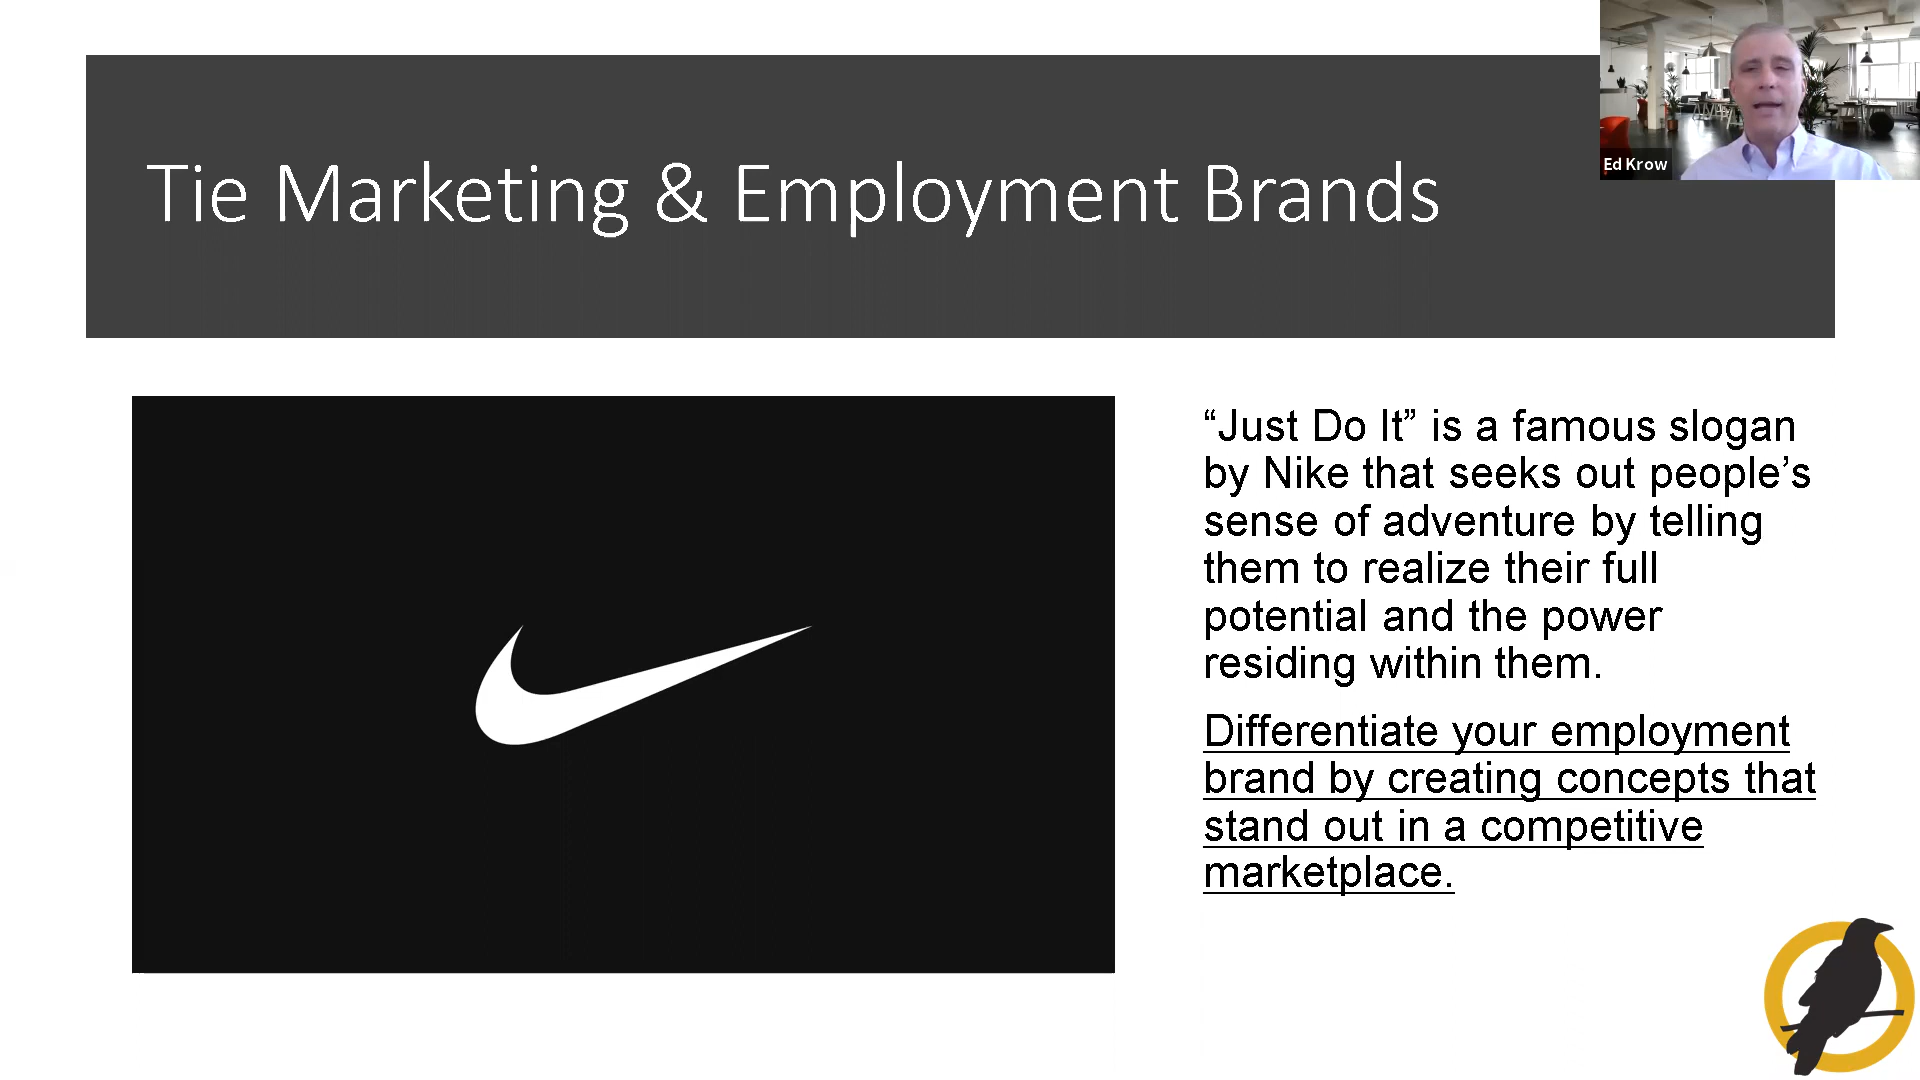 Tie Marketing & Employment Brands
Ed Krow
“Just Do It” is a famous slogan
by Nike that seeks out people’s
sense of adventure by telling
them to realize their full
potential and the power
residing within them.
Differentiate your employment
brand by creating concepts that
stand out in a competitive
marketplace.